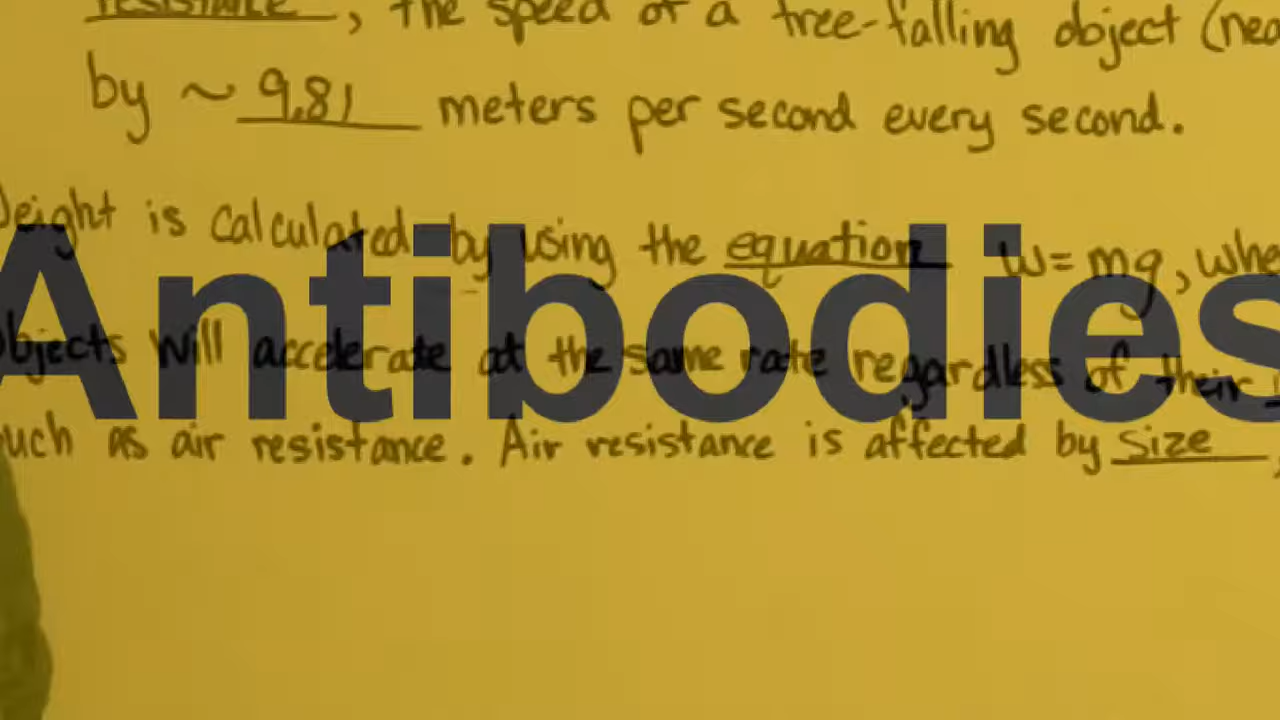 resistance, the speed of a free-falling object (nea
by ~ 9.81 meters per second every second.
Weight is calculated by using the equation W=mg, whe
Antibodies
objects will accelerate at the same rate regardless of their
such as air resistance. Air resistance is affected by size,